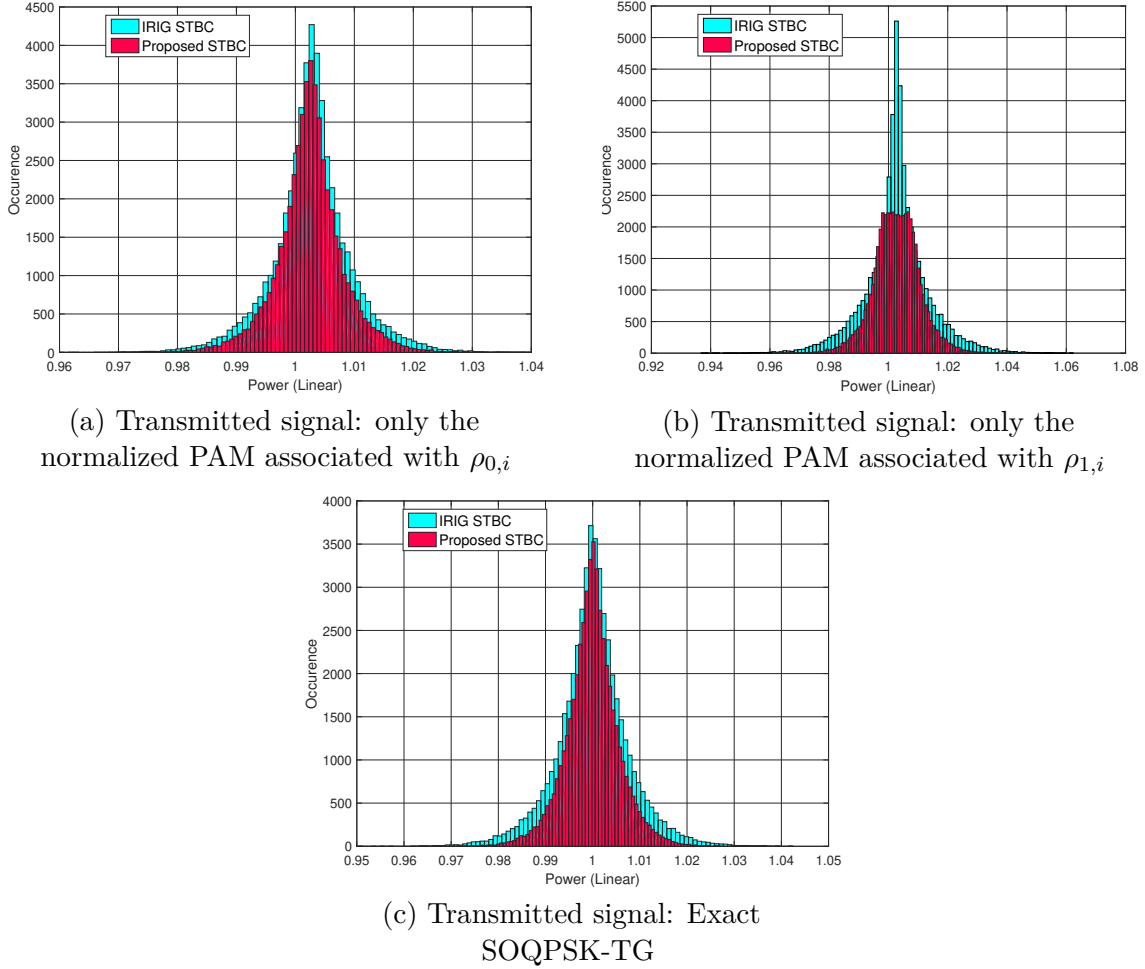 4500
4000
3500
3000
2500
2000
1500
1000
500
0
Occurence
IRIG STBC
Proposed STBC
0.96 0.97 0.98 0.99 1 1.01 1.02 1.03 1.04
Power (Linear)
(a) Transmitted signal: only the
normalized PAM associated with ρ0,i
5500
5000
4500
4000
3500
3000
2500
2000
1500
1000
500
0
Occurence
IRIG STBC
Proposed STBC
0.92 0.94 0.96 0.98 1 1.02 1.04 1.06 1.08
Power (Linear)
(b) Transmitted signal: only the
normalized PAM associated with ρ1,i
4000
3500
3000
2500
2000
1500
1000
500
0
Occurence
IRIG STBC
Proposed STBC
0.95 0.96 0.97 0.98 0.99 1 1.01 1.02 1.03 1.04 1.05
Power (Linear)
(c) Transmitted signal: Exact
SOQPSK-TG